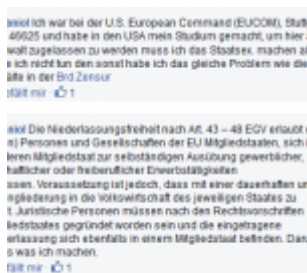 aniol Ich war bei der U.S. European Command (EUCOM), Stutt
46625 und habe in den USA mein Studium gemacht, um hier a
walt zugelassen zu werden muss ich das Staatsex. machen al
e ich nicht tun den sonst habe ich das gleiche Problem wie die
älte in der Brd Zensur
efällt mir · 1
aniol Die Niederlassungsfreiheit nach Art. 43 – 48 EGV erlaubt n
n) Personen und Gesellschaften der EU Mitgliedstaaten, sich i
deren Mitgliedstaat zur selbständigen Ausübung gewerblicher,
haftlicher oder freiberuflicher Erwerbstätigkeiten
assen. Voraussetzung ist jedoch, dass mit einer dauerhaften un
ngliederung in die Volkswirtschaft des jeweiligen Staates zu
t. Juristische Personen müssen nach den Rechtsvorschriften
liedstaates gegründet worden sein und die eingetragene
erlassung sich ebenfalls in einem Mitgliedstaat befinden. Dan
s was ich machen.
fällt mir · 1